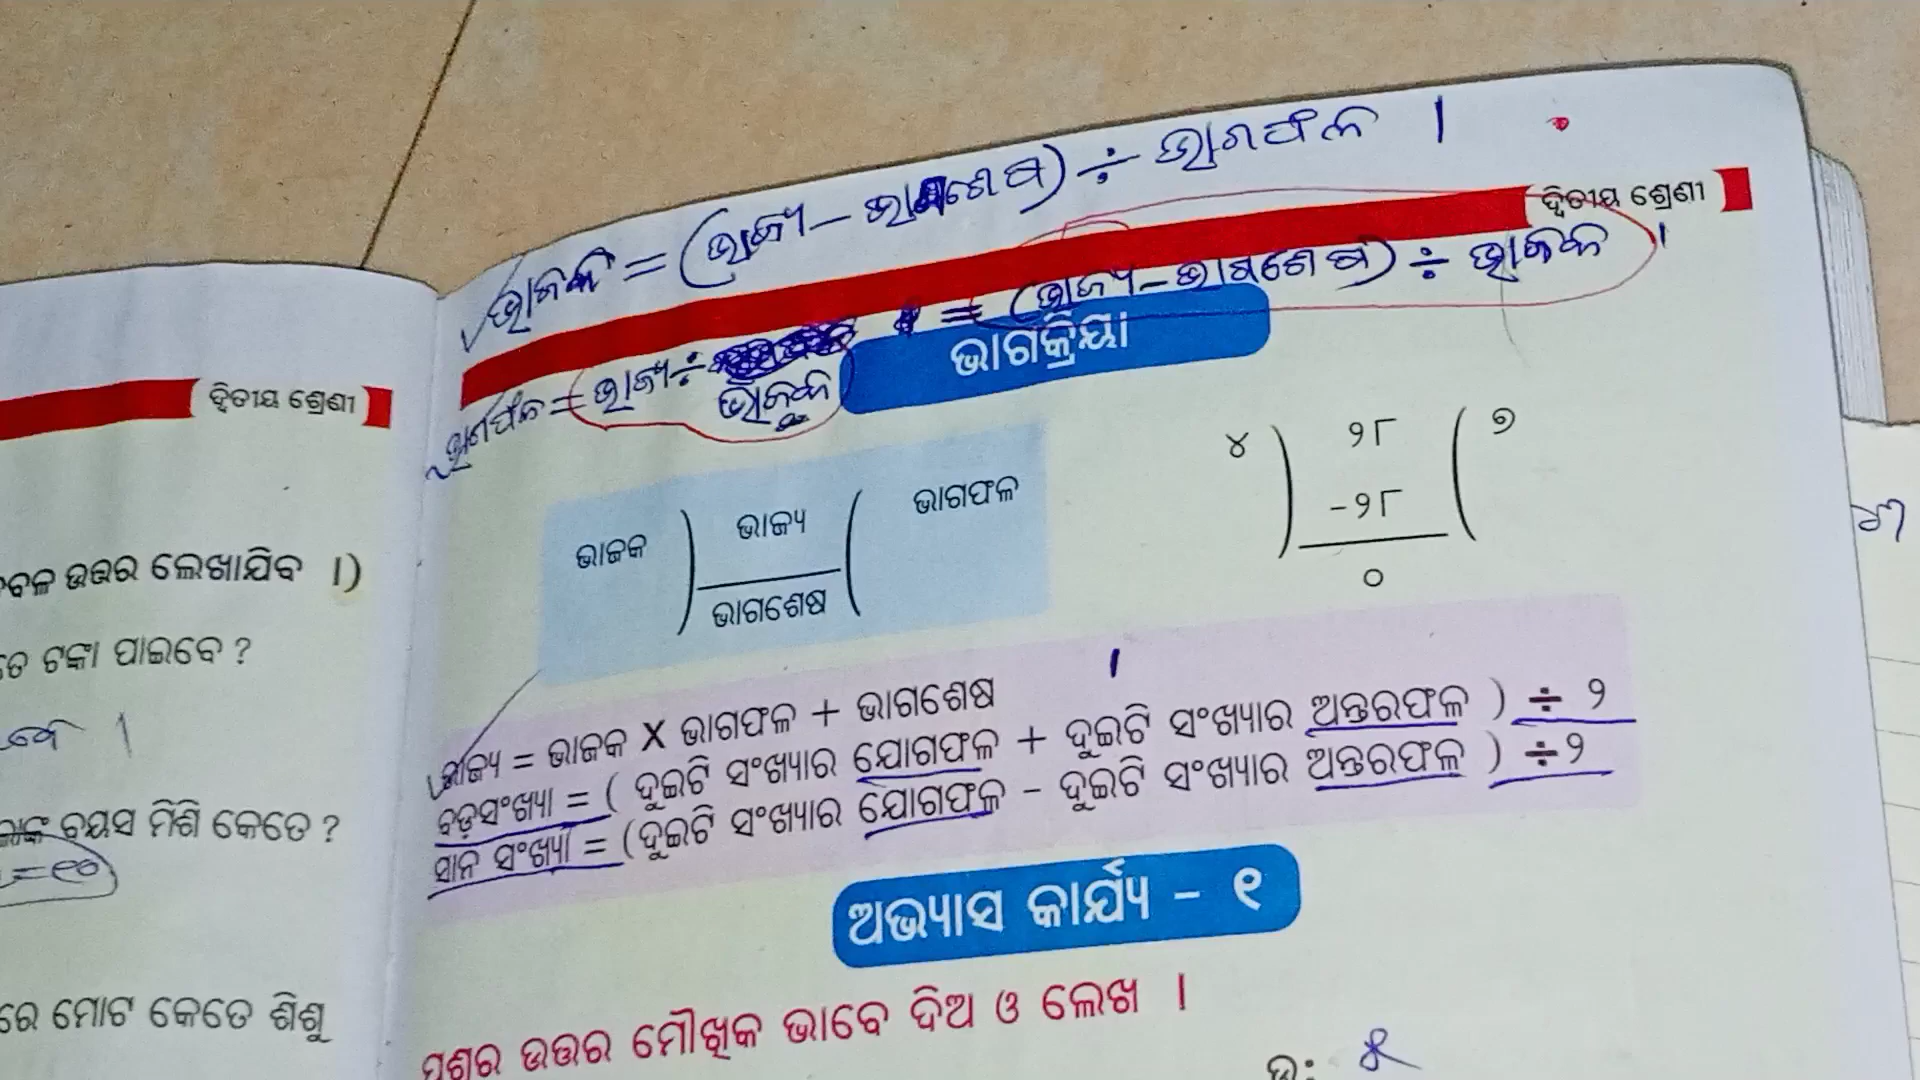 ଭାଜକ = (ଭାଜ୍ୟ – ଭାଗଶେଷ) ÷ ଭାଗଫଳ ।
ଦ୍ୱିତୀୟ ଶ୍ରେଣୀ
ଭାଗଫଳ = ଭାଜ୍ୟ ÷ ଭାଜକ = (ଭାଜ୍ୟ – ଭାଗଶେଷ) ÷ ଭାଜକ ।
ଭାଗକ୍ରିୟା
ଭାଜକ ) ଭାଜ୍ୟ ( ଭାଗଫଳ
ଭାଗଶେଷ
୪ ) ୨୮ ( ୭
-୨୮
୦
ଭାଜ୍ୟ = ଭାଜକ X ଭାଗଫଳ + ଭାଗଶେଷ
ବଡ଼ସଂଖ୍ୟା = ( ଦୁଇଟି ସଂଖ୍ୟାର ଯୋଗଫଳ + ଦୁଇଟି ସଂଖ୍ୟାର ଅନ୍ତରଫଳ ) ÷ ୨
ସାନ ସଂଖ୍ୟା = (ଦୁଇଟି ସଂଖ୍ୟାର ଯୋଗଫଳ - ଦୁଇଟି ସଂଖ୍ୟାର ଅନ୍ତରଫଳ ) ÷୨
ଅଭ୍ୟାସ କାର୍ଯ୍ୟ - ୧
ଉତ୍ତର ମୌଖିକ ଭାବେ ଦିଅ ଓ ଲେଖ ।
ଉ:
ଦ୍ୱିତୀୟ ଶ୍ରେଣୀ
ଉତ୍ତର ଲେଖାଯିବ ।)
ଟଙ୍କା ପାଇବେ ?
ବୟସ ମିଶି କେତେ ?
=୧୦
ରେ ମୋଟ କେତେ ଶିଶୁ